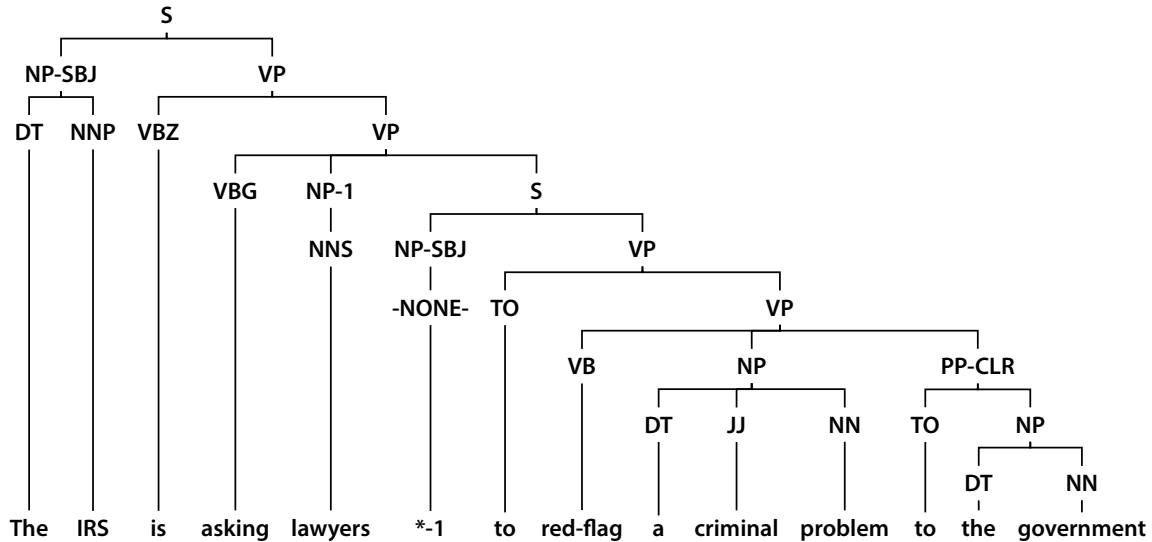 S
NP-SBJ VP
DT NNP VBZ VP
VBG NP-1 S
NNS NP-SBJ VP
-NONE- TO VP
VB NP PP-CLR
DT JJ NN TO NP
DT NN
The IRS is asking lawyers *-1 to red-flag a criminal problem to the government